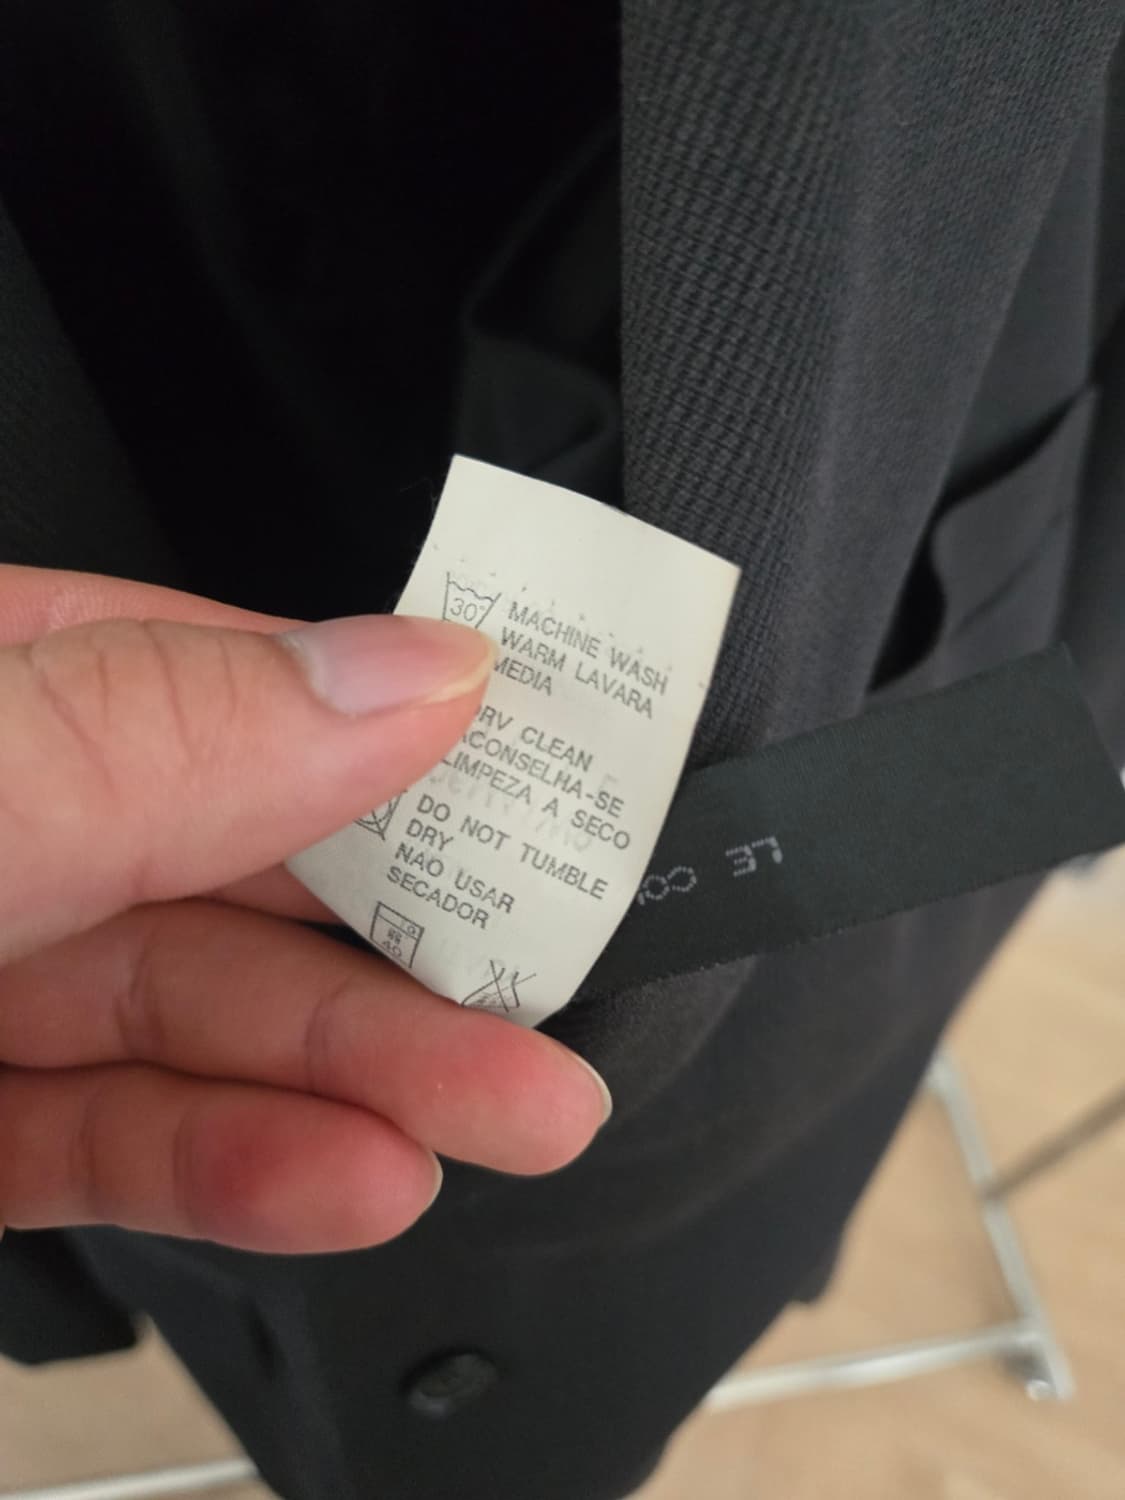 30°
MACHINE WASH
WARM LAVARA
MEDIA
DRY CLEAN
ACONSELHA-SE
LIMPEZA A SECO
DO NOT TUMBLE
DRY
NAO USAR
SECADOR
40
LE